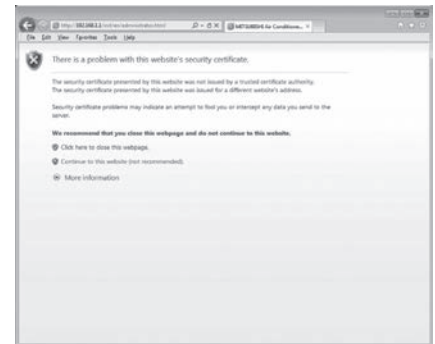 MITSUBISHI Air Conditione...
File Edit View Favorites Tools Help
There is a problem with this website's security certificate.
The security certificate presented by this website was not issued by a trusted certificate authority.
The security certificate presented by this website was issued for a different website's address.
Security certificate problems may indicate an attempt to fool you or intercept any data you send to the
server.
We recommend that you close this webpage and do not continue to this website.
Click here to close this webpage.
Continue to this website (not recommended).
More information